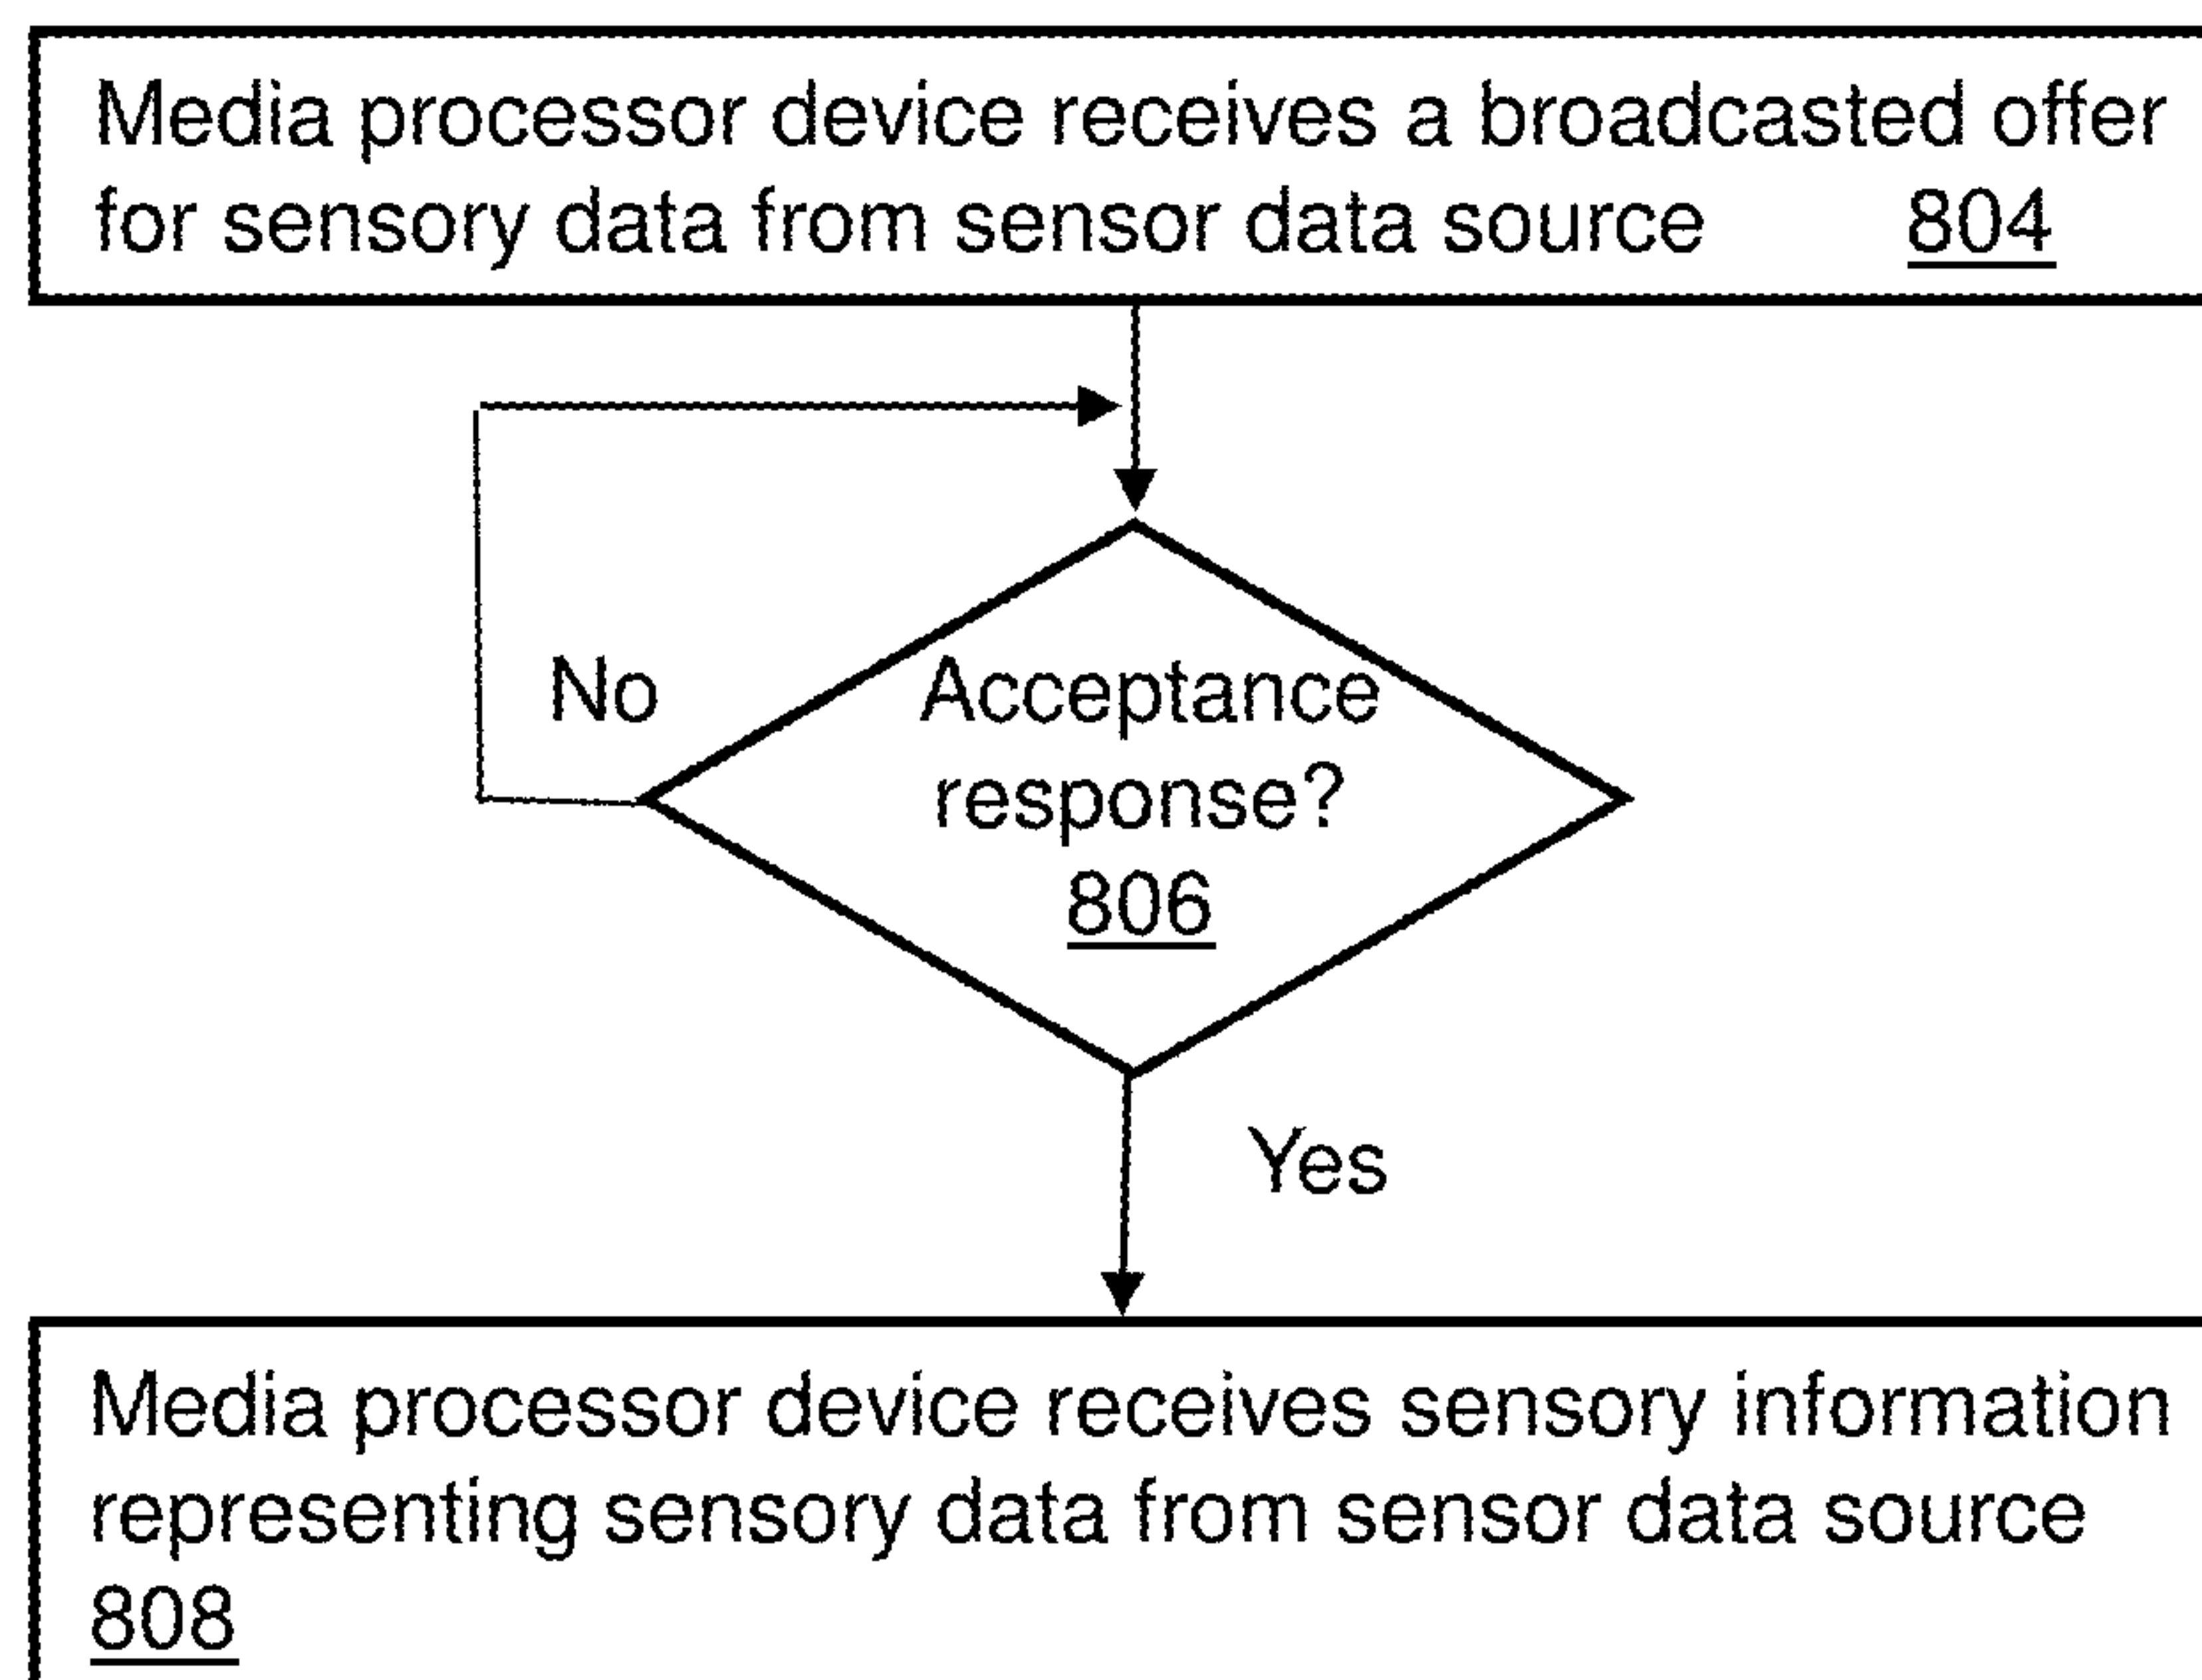 Media processor device receives a broadcasted offer
for sensory data from sensor data source 804
No
Acceptance
response?
806
Yes
Media processor device receives sensory information
representing sensory data from sensor data source
808